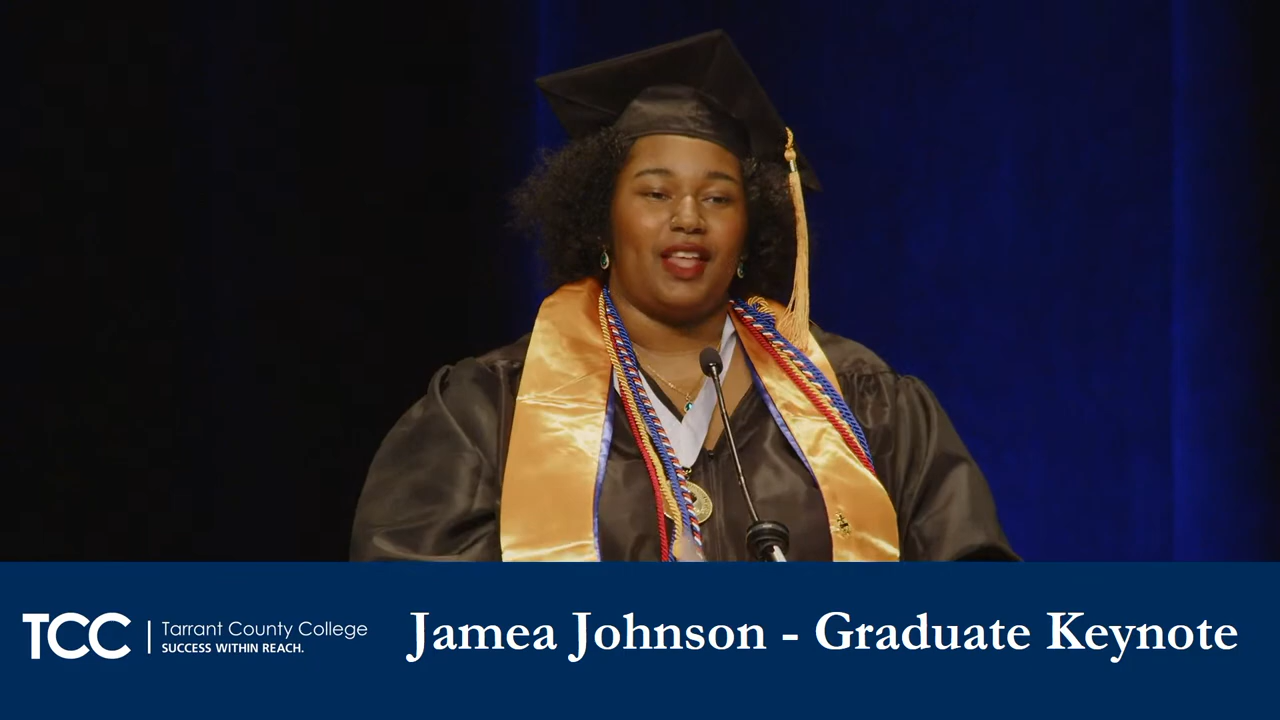 TCC
Tarrant County College
SUCCESS WITHIN REACH.
Jamea Johnson - Graduate Keynote